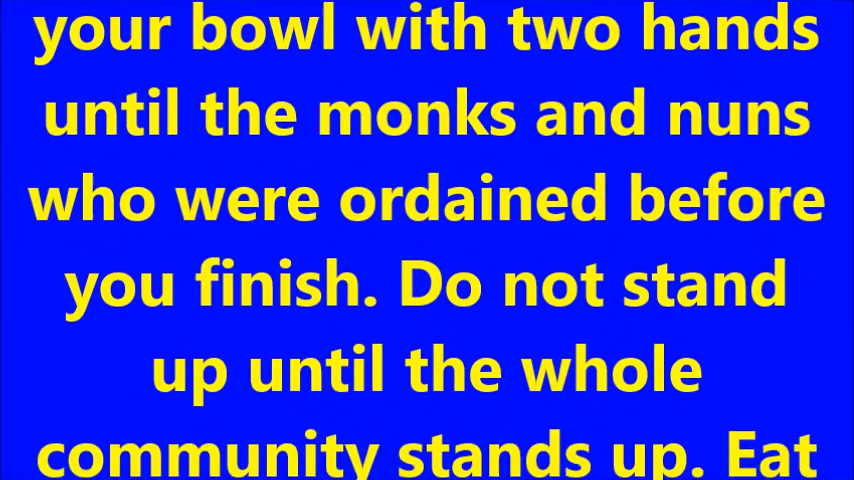 your bowl with two hands
until the monks and nuns
who were ordained before
you finish. Do not stand
up until the whole
community stands up. Eat